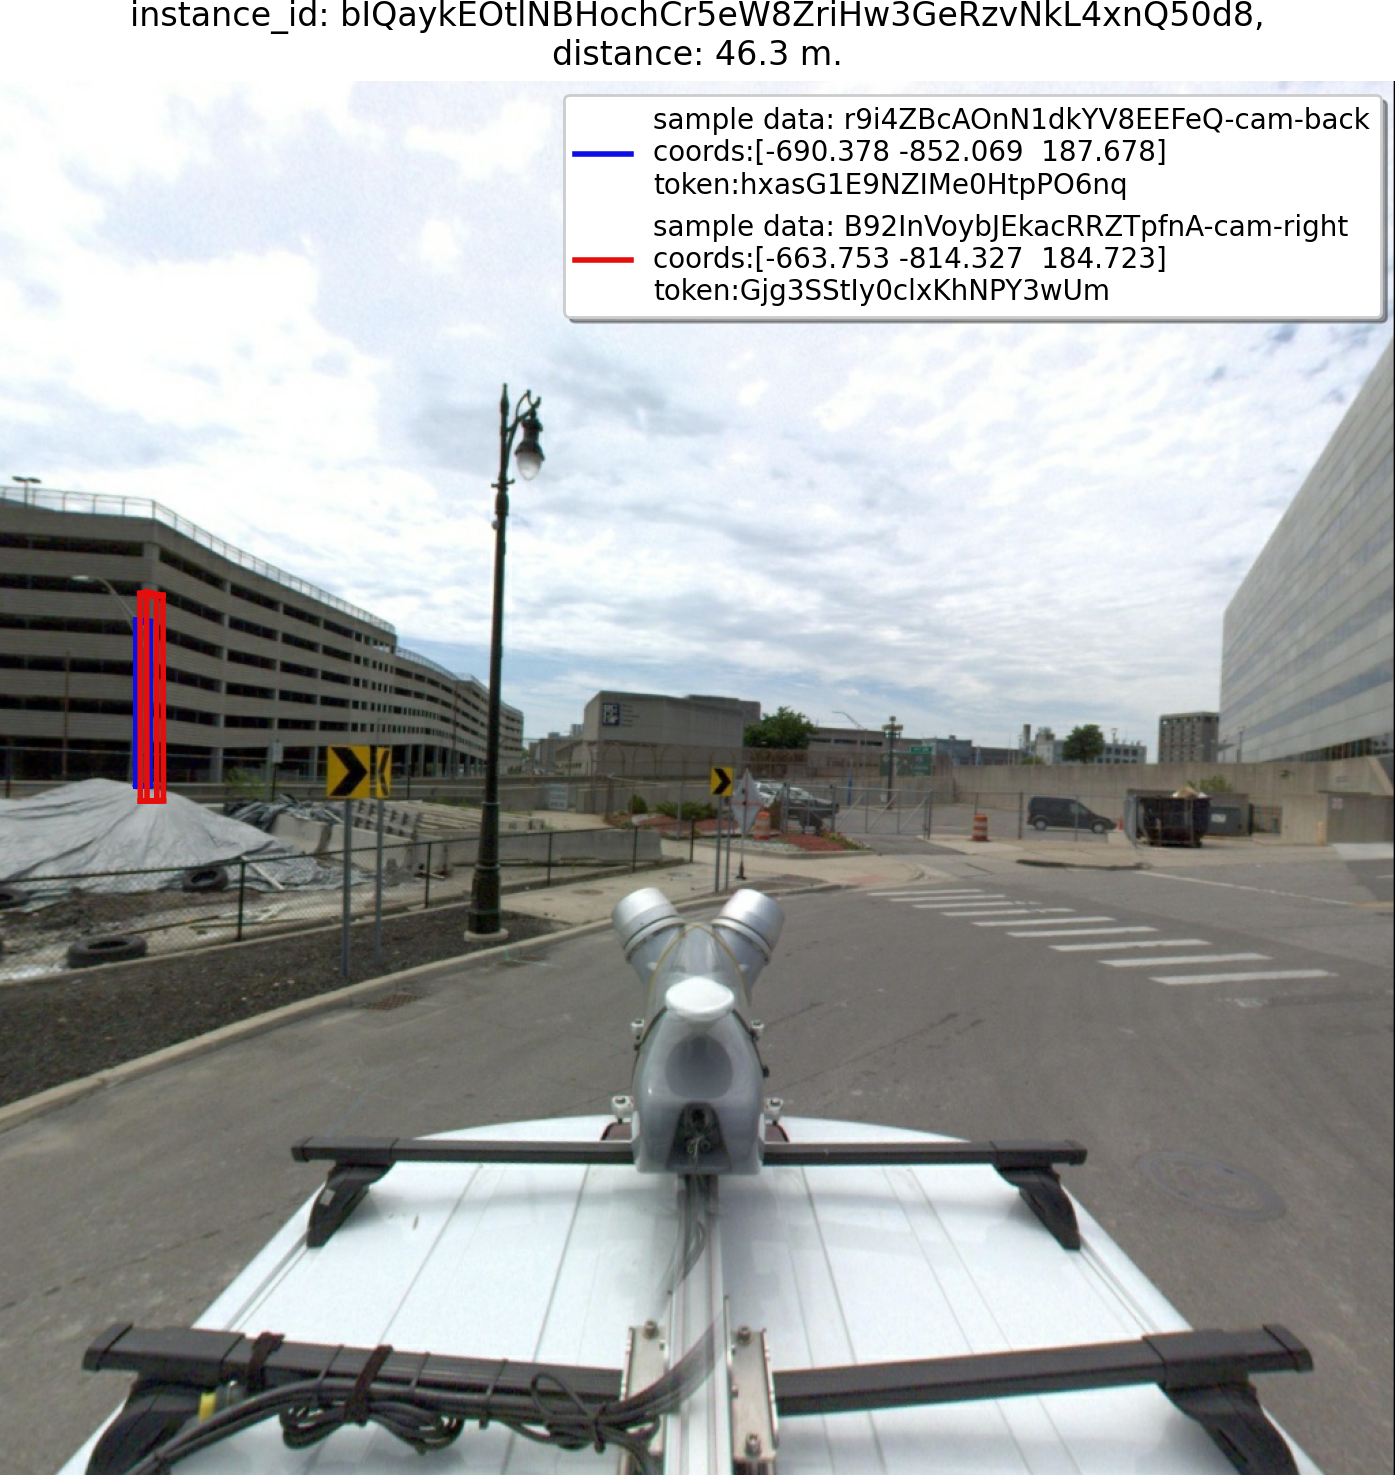 instance_id: bIQaykEOtlNBHochCr5eW8ZriHw3GeRzvNkL4xnQ50d8,
distance: 46.3 m.
sample data: r9i4ZBcAOnN1dkYV8EEFeQ-cam-back
coords:[-690.378 -852.069 187.678]
token:hxasG1E9NZIMe0HtpPO6nq
sample data: B92InVoybJEkacRRZTpfnA-cam-right
coords:[-663.753 -814.327 184.723]
token:Gjg3SStIy0clxKhNPY3wUm